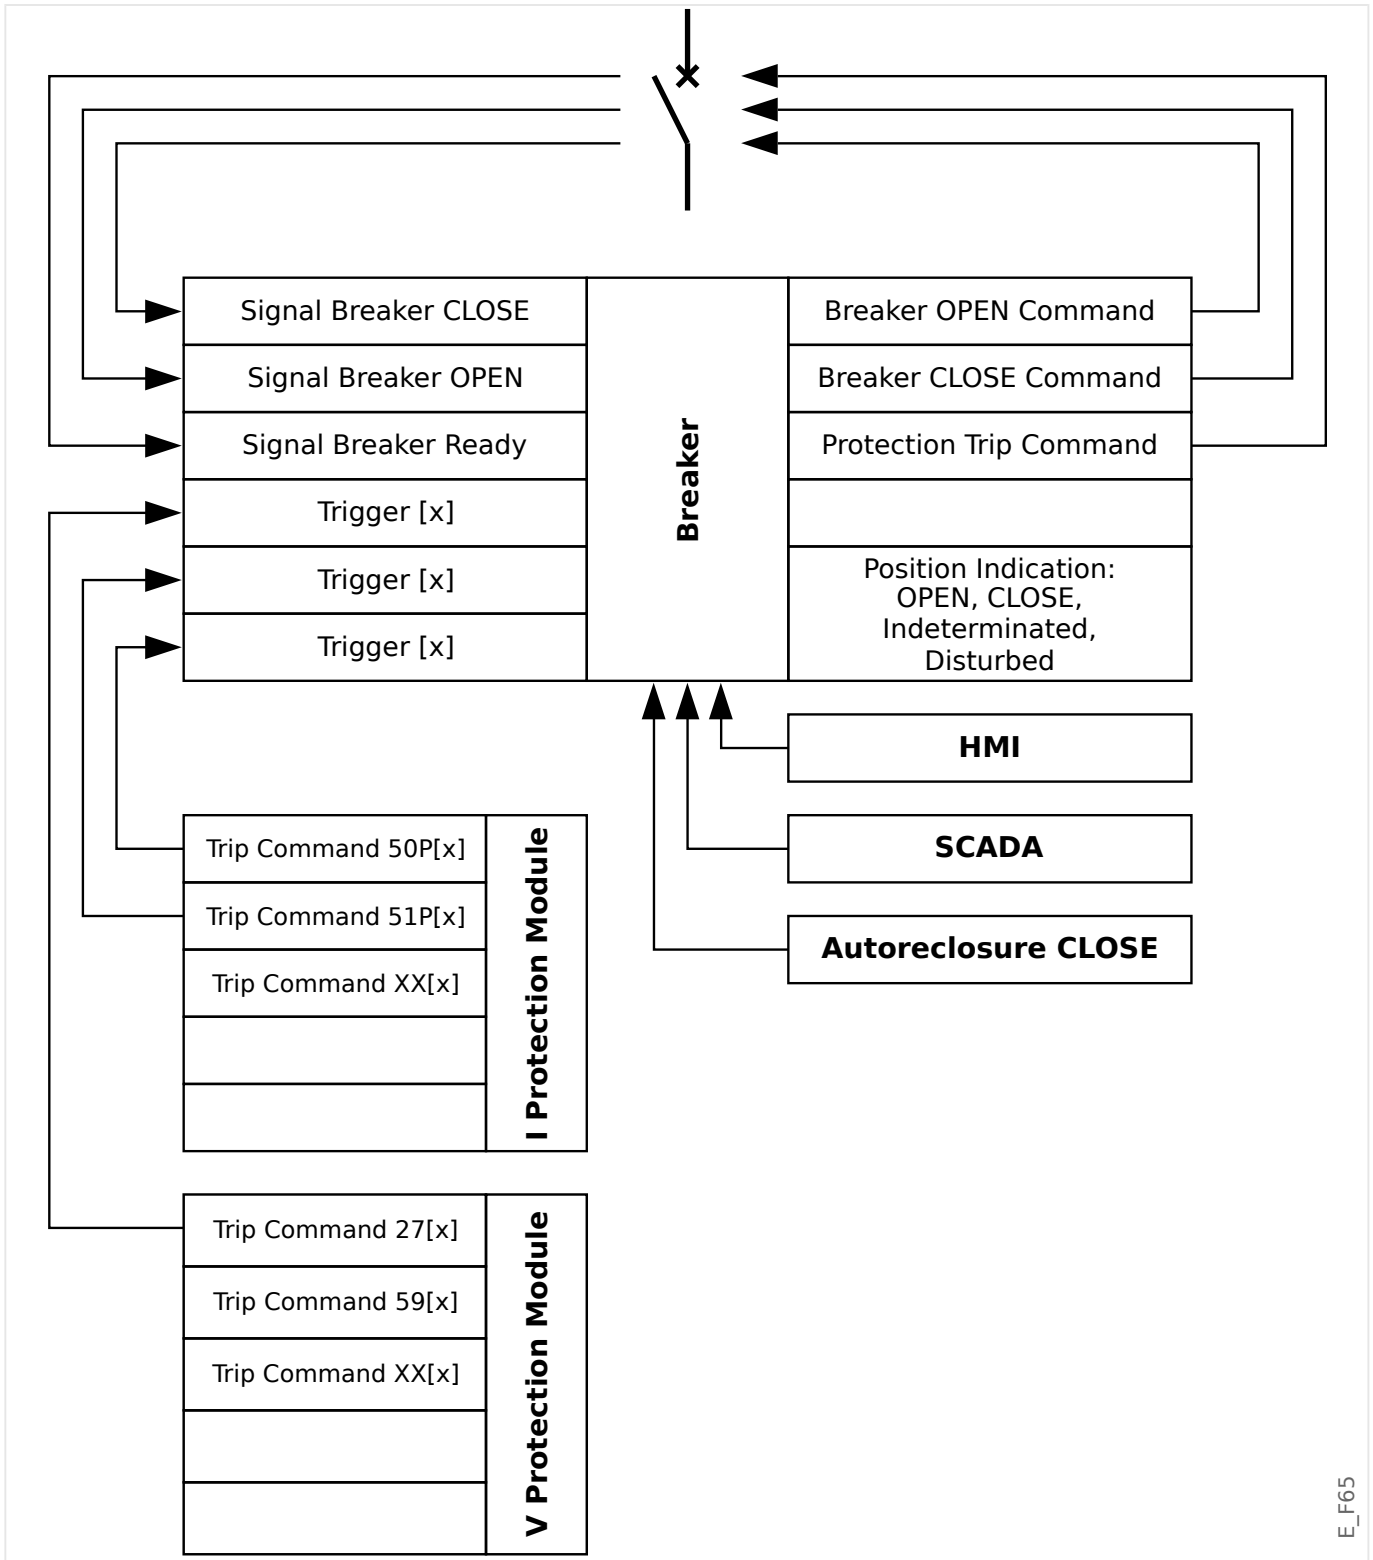 Signal Breaker CLOSE
Signal Breaker OPEN
Signal Breaker Ready
Trigger [x]
Trigger [x]
Trigger [x]
Breaker
Breaker OPEN Command
Breaker CLOSE Command
Protection Trip Command
Position Indication:
OPEN, CLOSE,
Indeterminated,
Disturbed
HMI
SCADA
Autoreclosure CLOSE
Trip Command 50P[x]
Trip Command 51P[x]
Trip Command XX[x]
I Protection Module
Trip Command 27[x]
Trip Command 59[x]
Trip Command XX[x]
V Protection Module
E_F65